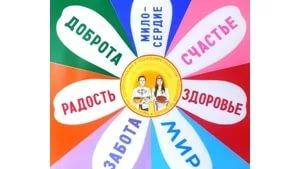 ДОБРОТА
МИЛО-
СЕРДИЕ
СЧАСТЬЕ
РАДОСТЬ
ЗДОРОВЬЕ
ЗАБОТА
МИР